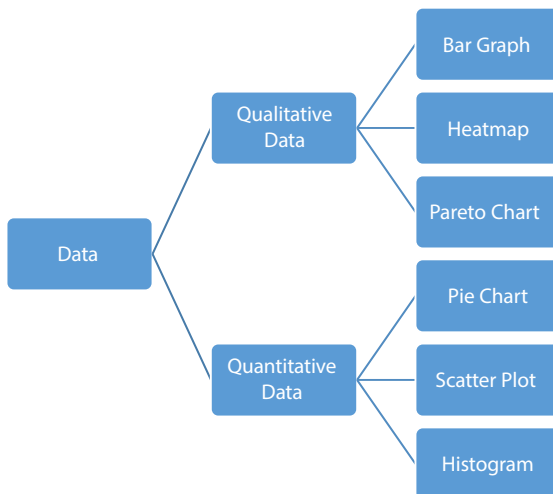 Data
Qualitative
Data
Bar Graph
Heatmap
Pareto Chart
Quantitative
Data
Pie Chart
Scatter Plot
Histogram